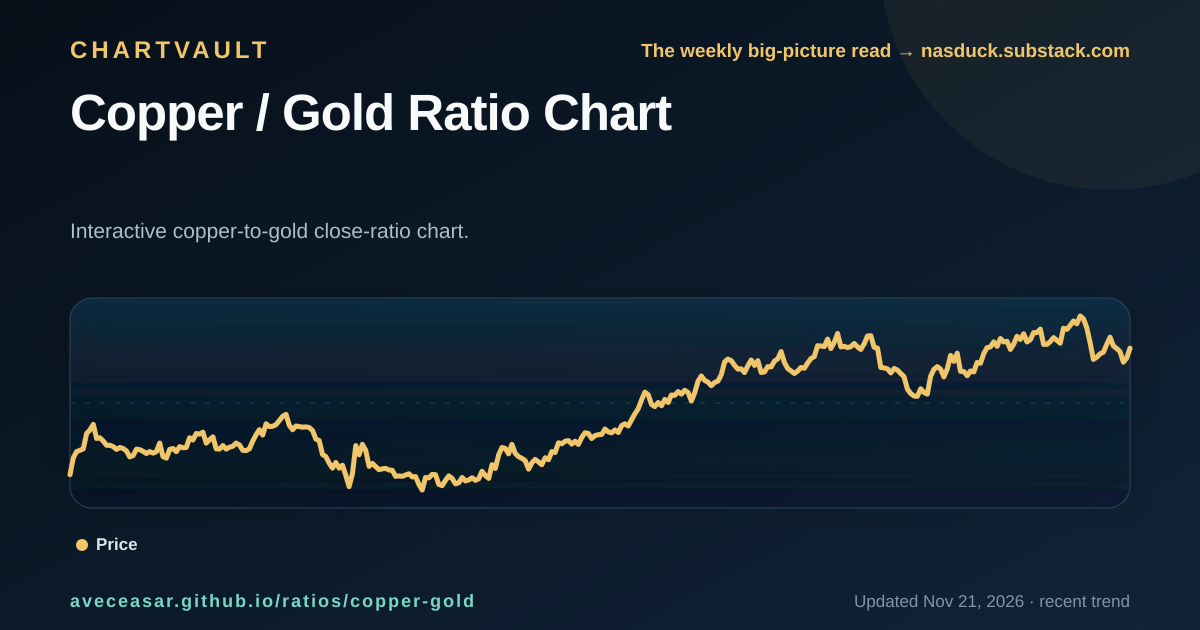 CHARTVAULT
The weekly big-picture read → nasduck.substack.com
Copper / Gold Ratio Chart
Interactive copper-to-gold close-ratio chart.
Price
aveceasar.github.io/ratios/copper-gold
Updated Nov 21, 2026 · recent trend